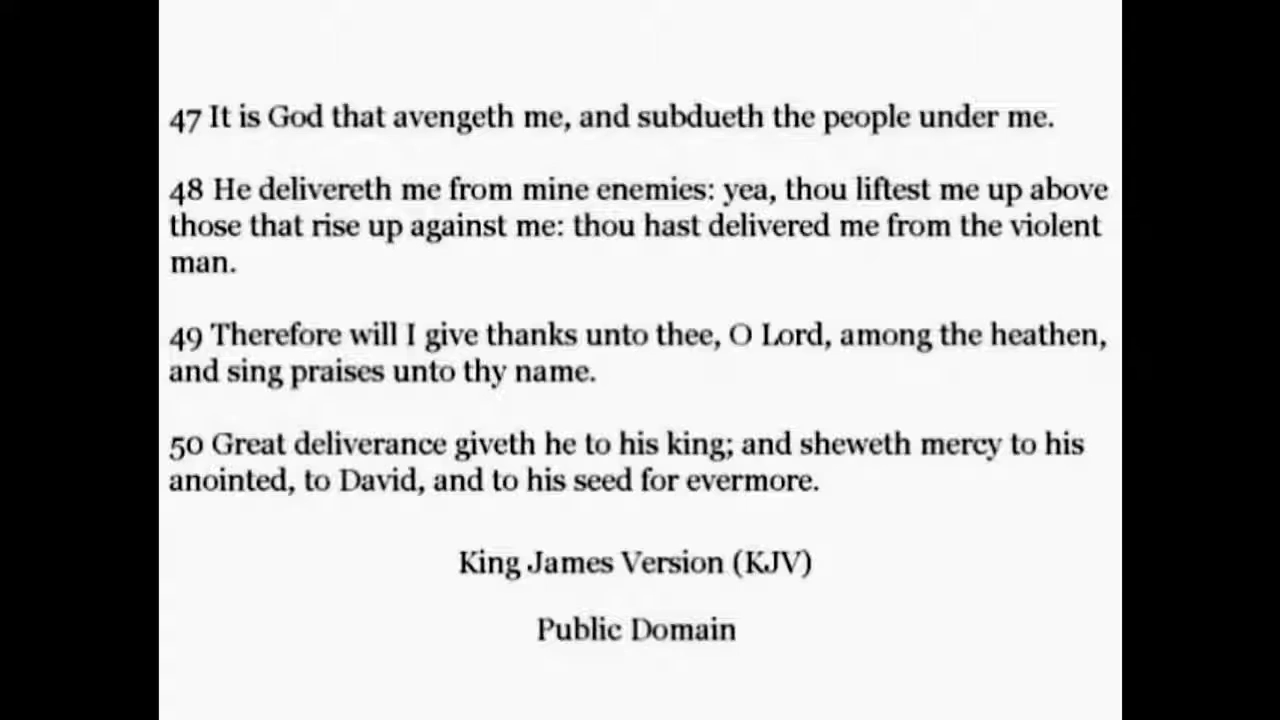 47 It is God that avengeth me, and subdueth the people under me.
48 He delivereth me from mine enemies: yea, thou liftest me up above
those that rise up against me: thou hast delivered me from the violent
man.
49 Therefore will I give thanks unto thee, O Lord, among the heathen,
and sing praises unto thy name.
50 Great deliverance giveth he to his king; and sheweth mercy to his
anointed, to David, and to his seed for evermore.
King James Version (KJV)
Public Domain